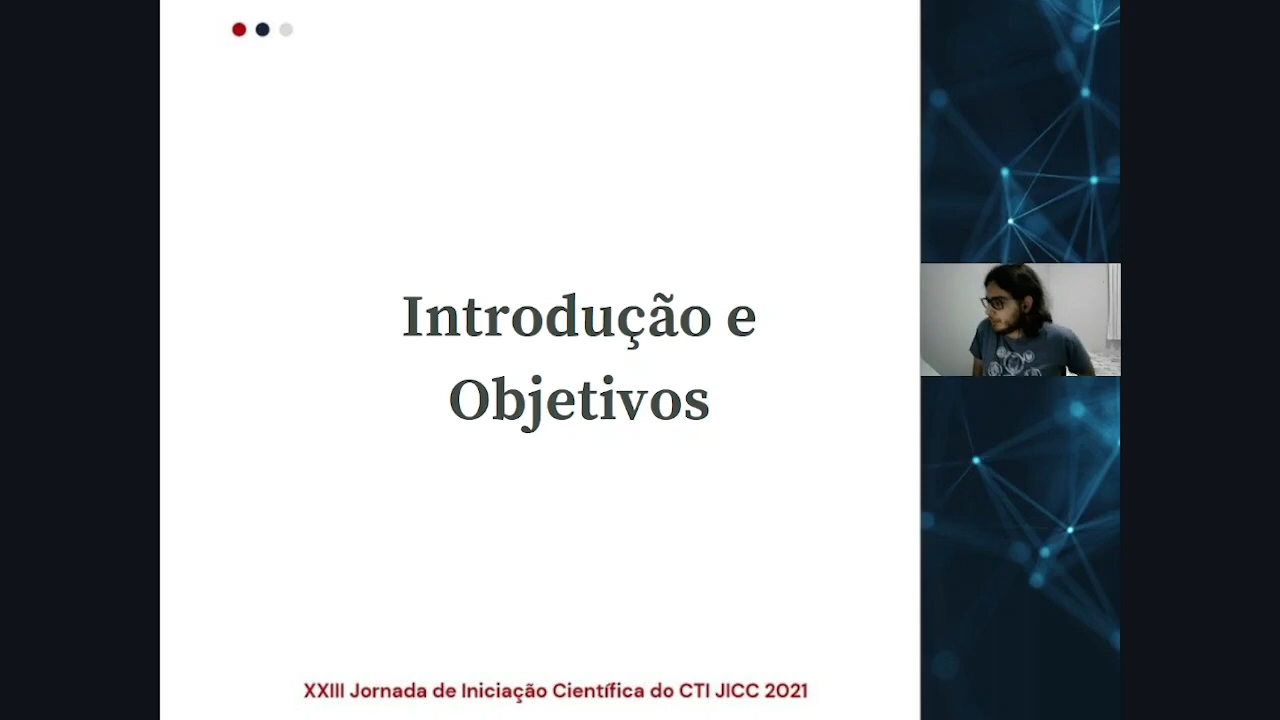 Introdução e
Objetivos
XXIII Jornada de Iniciação Científica do CTI JICC 2021